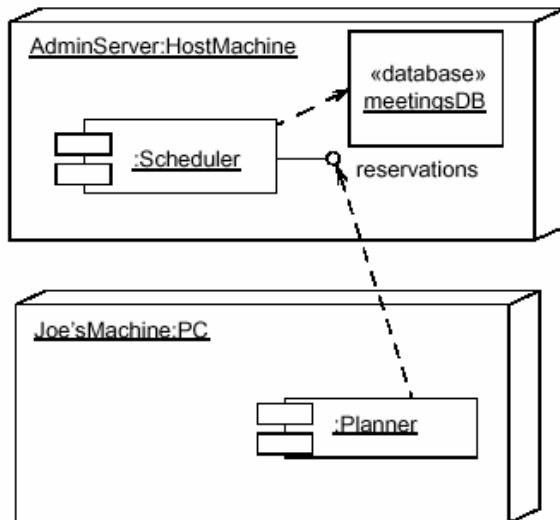 AdminServer:HostMachine
«database»
meetingsDB
:Scheduler
reservations
Joe'sMachine:PC
:Planner